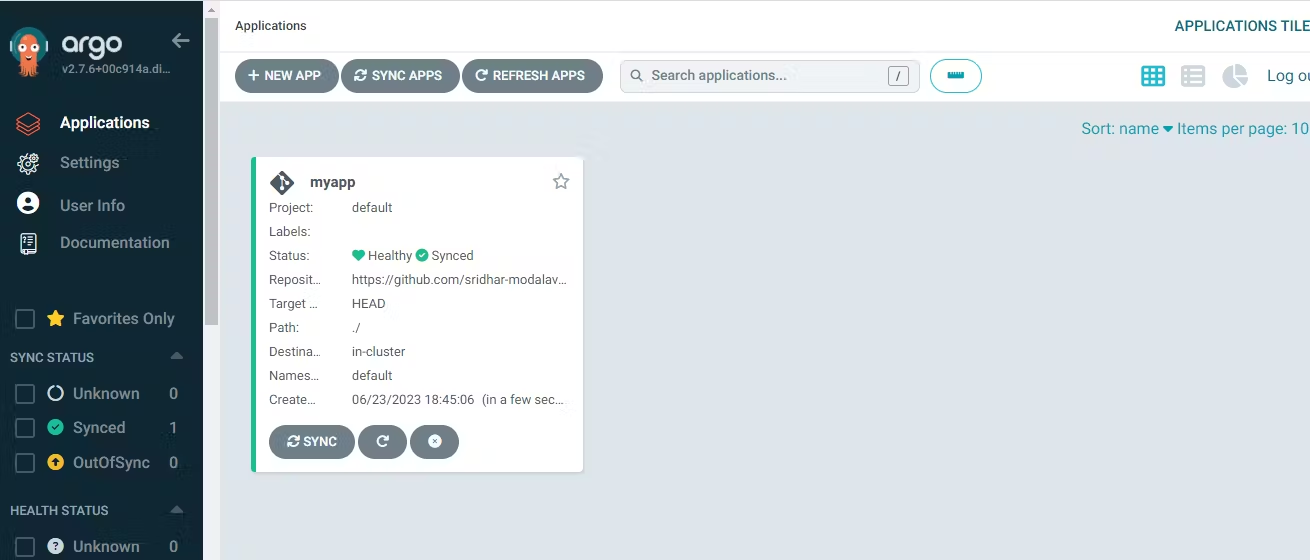 argo
v2.7.6+00c914a.di...
Applications
Settings
User Info
Documentation
Favorites Only
SYNC STATUS
Unknown 0
Synced 1
OutOfSync 0
HEALTH STATUS
Unknown 0
Applications
APPLICATIONS TILE
+ NEW APP SYNC APPS REFRESH APPS Search applications... / Log ou
Sort: name Items per page: 10
myapp
Project: default
Labels:
Status: Healthy Synced
Reposit... https://github.com/sridhar-modalav...
Target ... HEAD
Path: ./
Destina... in-cluster
Names... default
Create... 06/23/2023 18:45:06 (in a few sec...
SYNC